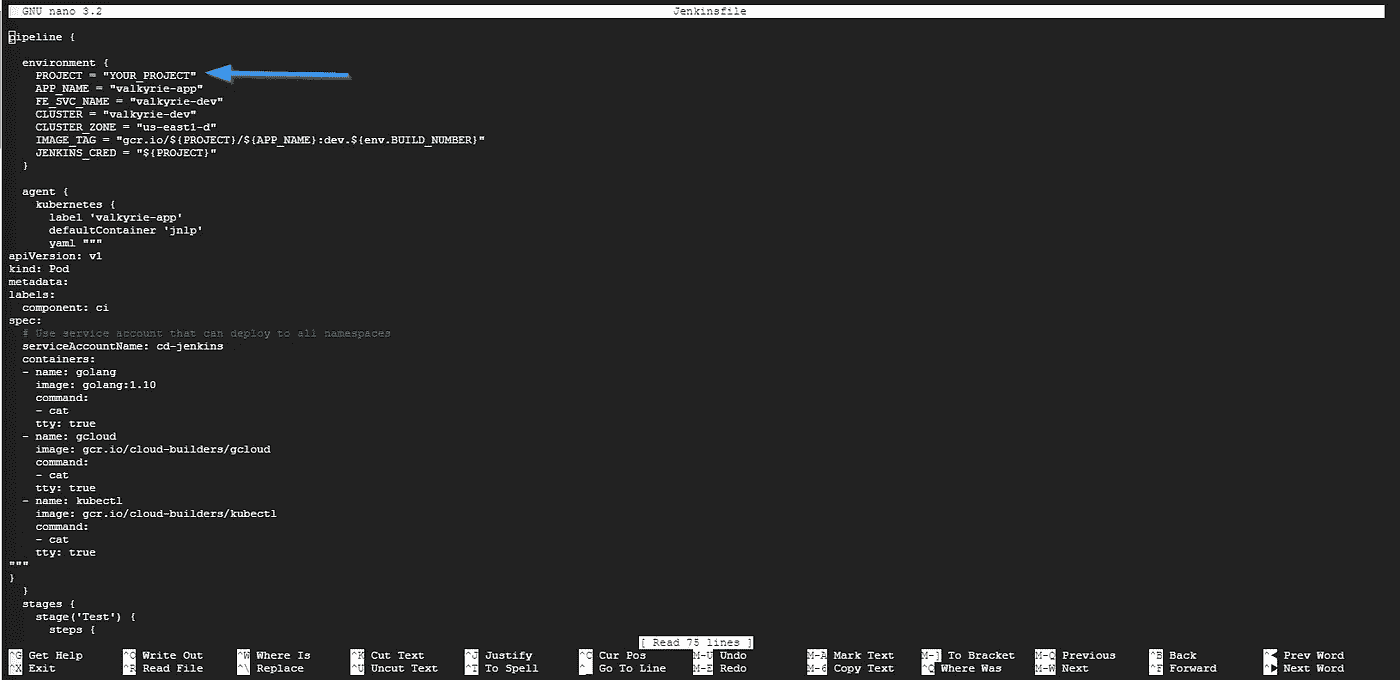 GNU nano 3.2 Jenkinsfile
pipeline {
  environment {
    PROJECT = "YOUR_PROJECT"
    APP_NAME = "valkyrie-app"
    FE_SVC_NAME = "valkyrie-dev"
    CLUSTER = "valkyrie-dev"
    CLUSTER_ZONE = "us-east1-d"
    IMAGE_TAG = "gcr.io/${PROJECT}/${APP_NAME}:dev.${env.BUILD_NUMBER}"
    JENKINS_CRED = "${PROJECT}"
  }
  agent {
    kubernetes {
      label 'valkyrie-app'
      defaultContainer 'jnlp'
      yaml """
apiVersion: v1
kind: Pod
metadata:
labels:
  component: ci
spec:
  # Use service account that can deploy to all namespaces
  serviceAccountName: cd-jenkins
  containers:
  - name: golang
    image: golang:1.10
    command:
    - cat
    tty: true
  - name: gcloud
    image: gcr.io/cloud-builders/gcloud
    command:
    - cat
    tty: true
  - name: kubectl
    image: gcr.io/cloud-builders/kubectl
    command:
    - cat
    tty: true
"""
}
  }
  stages {
    stage('Test') {
      steps {
[ Read 75 lines ]
^G Get Help ^O Write Out ^W Where Is ^K Cut Text ^J Justify ^C Cur Pos M-U Undo M-A Mark Text M-] To Bracket M-Q Previous ^B Back ^◀ Prev Word
^X Exit ^R Read File ^\ Replace ^U Uncut Text ^T To Spell ^_ Go To Line M-E Redo M-6 Copy Text ^Q Where Was M-W Next ^F Forward ^▶ Next Word